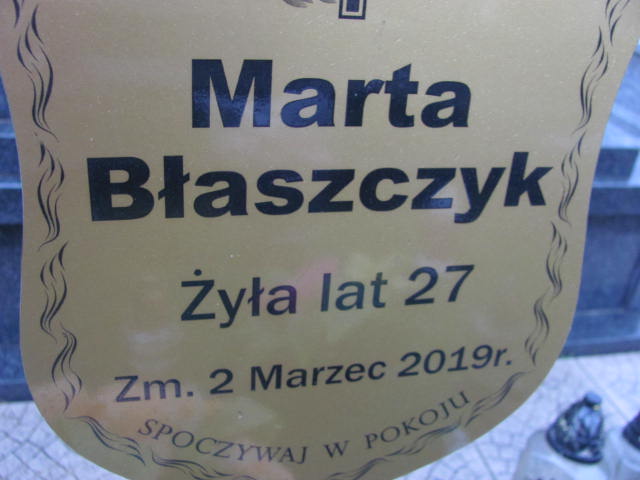 Marta
Błaszczyk
Żyła lat 27
Zm. 2 Marzec 2019r.
SPOCZYWAJ W POKOJU